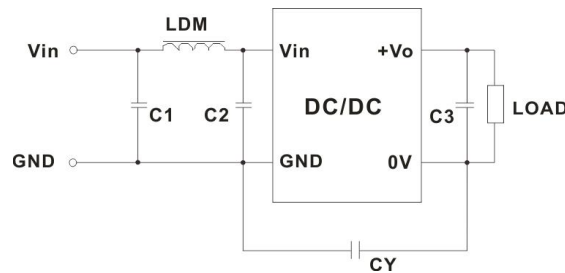 LDM
Vin
Vin
+Vo
C1
C2
DC/DC
C3
LOAD
GND
GND
0V
CY